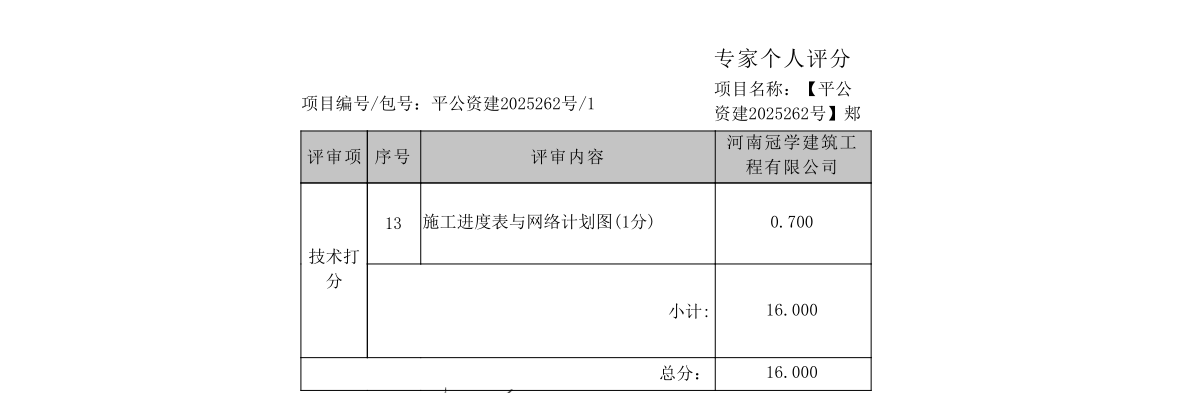 专家个人评分
项目编号/包号：平公资建2025262号/1
项目名称：【平公
资建2025262号】郏
评审项
序号
评审内容
河南冠学建筑工
程有限公司
技术打
分
13
施工进度表与网络计划图(1分)
0.700
小计:
16.000
总分：
16.000